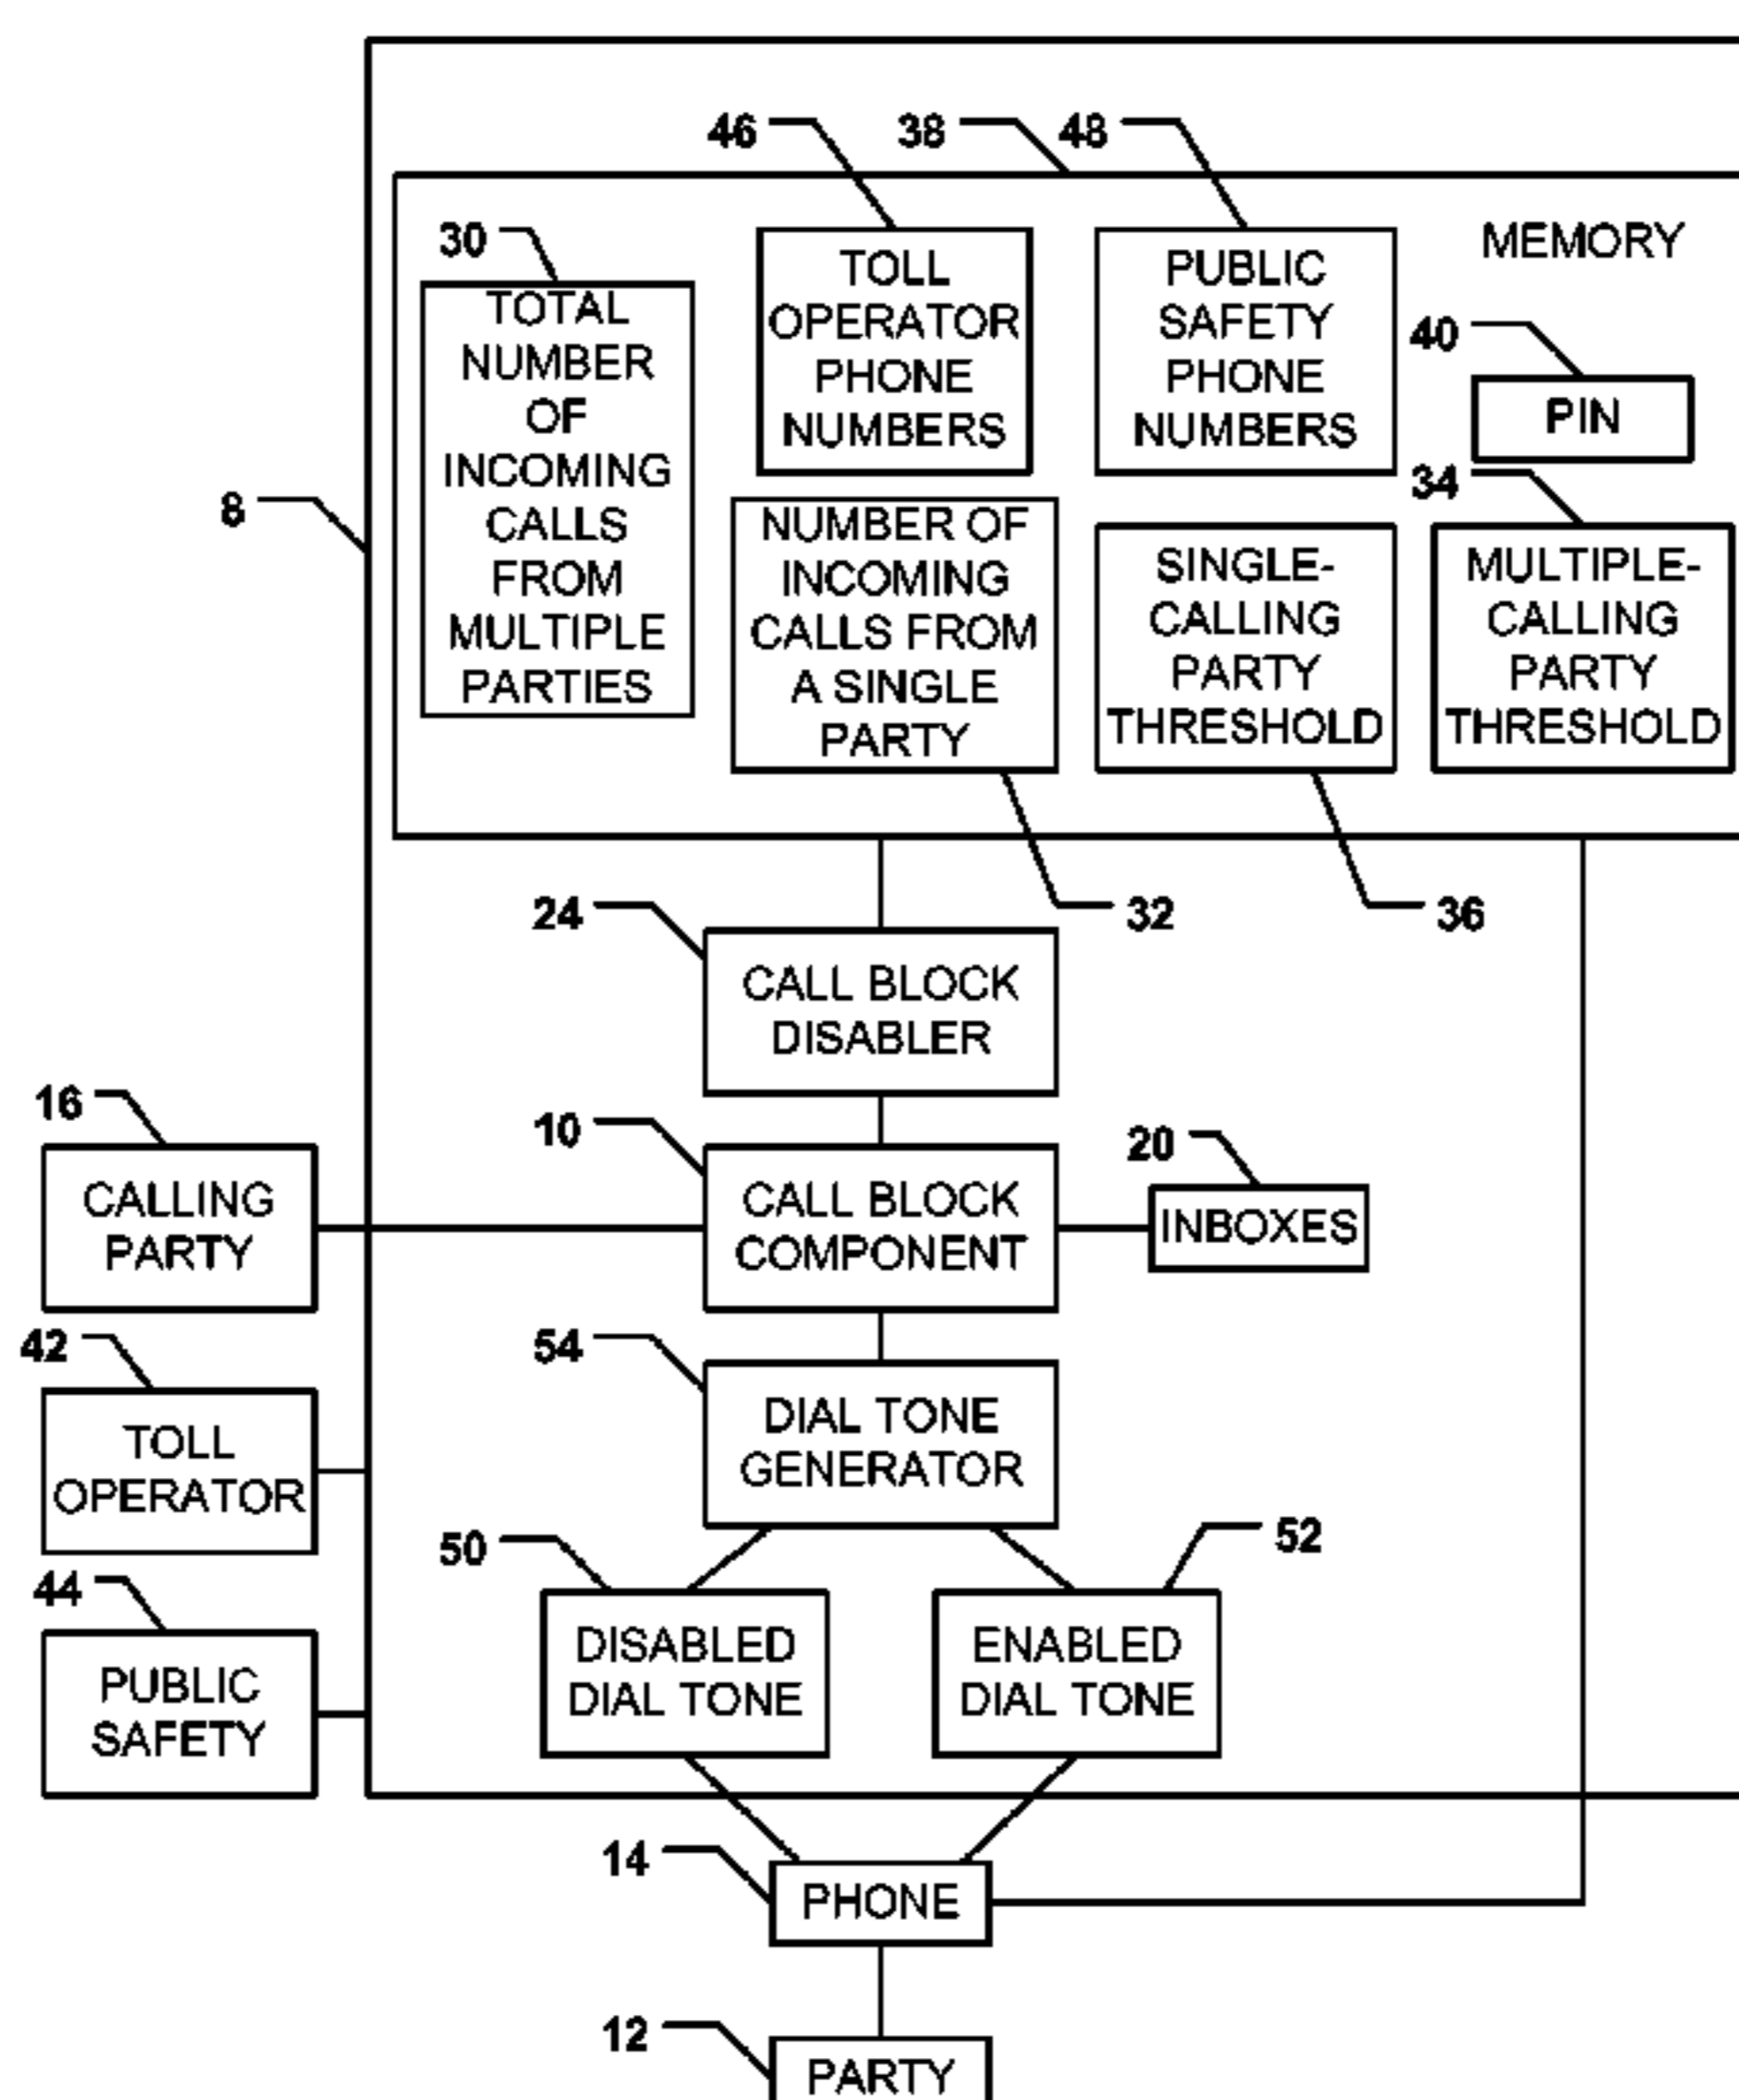 46
38
48
MEMORY
30
TOTAL
NUMBER
OF
INCOMING
CALLS
FROM
MULTIPLE
PARTIES
TOLL
OPERATOR
PHONE
NUMBERS
PUBLIC
SAFETY
PHONE
NUMBERS
40
PIN
8
NUMBER OF
INCOMING
CALLS FROM
A SINGLE
PARTY
SINGLE-
CALLING
PARTY
THRESHOLD
34
MULTIPLE-
CALLING
PARTY
THRESHOLD
32
36
24
CALL BLOCK
DISABLER
16
CALLING
PARTY
10
CALL BLOCK
COMPONENT
20
INBOXES
42
TOLL
OPERATOR
54
DIAL TONE
GENERATOR
44
PUBLIC
SAFETY
50
DISABLED
DIAL TONE
52
ENABLED
DIAL TONE
14
PHONE
12
PARTY